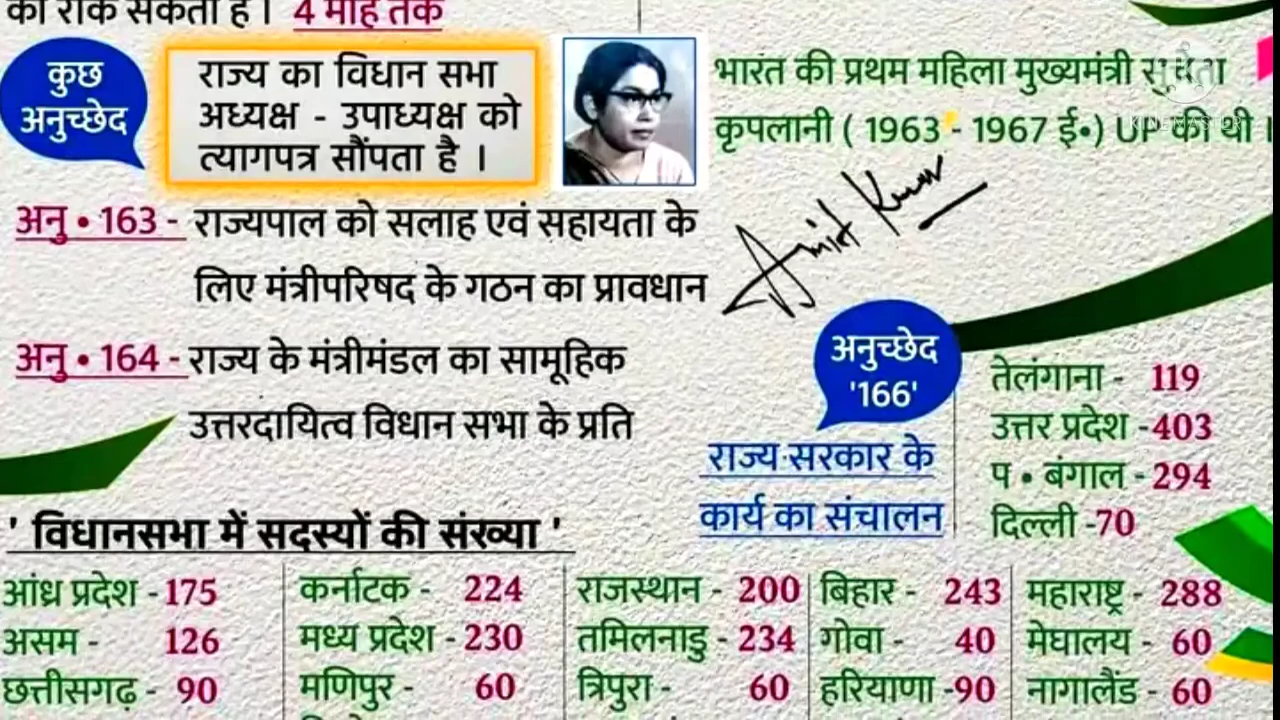 4 माह तक
कुछ
अनुच्छेद
राज्य का विधान सभा
अध्यक्ष - उपाध्यक्ष को
त्यागपत्र सौंपता है ।
भारत की प्रथम महिला मुख्यमंत्री
कृपलानी ( 1963 - 1967 ई•) UP की थी ।
KINEMASTER
अनु • 163 - राज्यपाल को सलाह एवं सहायता के
लिए मंत्रीपरिषद के गठन का प्रावधान
Amit Kumar
अनु • 164 - राज्य के मंत्रीमंडल का सामूहिक
उत्तरदायित्व विधान सभा के प्रति
अनुच्छेद
'166'
राज्य सरकार के
कार्य का संचालन
तेलंगाना - 119
उत्तर प्रदेश -403
प • बंगाल - 294
दिल्ली -70
' विधानसभा में सदस्यों की संख्या '
आंध्र प्रदेश - 175
असम - 126
छत्तीसगढ़ - 90
कर्नाटक - 224
मध्य प्रदेश - 230
मणिपुर - 60
राजस्थान - 200
तमिलनाडु - 234
त्रिपुरा - 60
बिहार - 243
गोवा - 40
हरियाणा -90
महाराष्ट्र - 288
मेघालय - 60
नागालैंड - 60